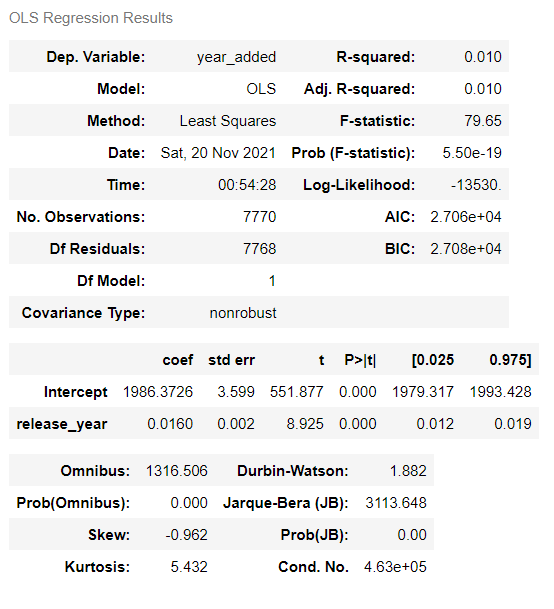 OLS Regression Results
Dep. Variable: year_added R-squared: 0.010
Model: OLS Adj. R-squared: 0.010
Method: Least Squares F-statistic: 79.65
Date: Sat, 20 Nov 2021 Prob (F-statistic): 5.50e-19
Time: 00:54:28 Log-Likelihood: -13530.
No. Observations: 7770 AIC: 2.706e+04
Df Residuals: 7768 BIC: 2.708e+04
Df Model: 1
Covariance Type: nonrobust
coef std err t P>|t| [0.025 0.975]
Intercept 1986.3726 3.599 551.877 0.000 1979.317 1993.428
release_year 0.0160 0.002 8.925 0.000 0.012 0.019
Omnibus: 1316.506 Durbin-Watson: 1.882
Prob(Omnibus): 0.000 Jarque-Bera (JB): 3113.648
Skew: -0.962 Prob(JB): 0.00
Kurtosis: 5.432 Cond. No. 4.63e+05